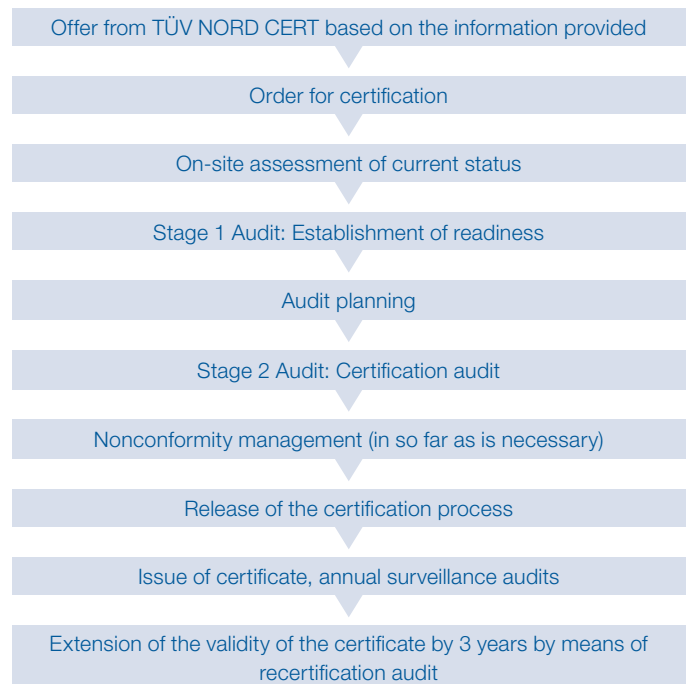 Offer from TÜV NORD CERT based on the information provided
Order for certification
On-site assessment of current status
Stage 1 Audit: Establishment of readiness
Audit planning
Stage 2 Audit: Certification audit
Nonconformity management (in so far as is necessary)
Release of the certification process
Issue of certificate, annual surveillance audits
Extension of the validity of the certificate by 3 years by means of
recertification audit